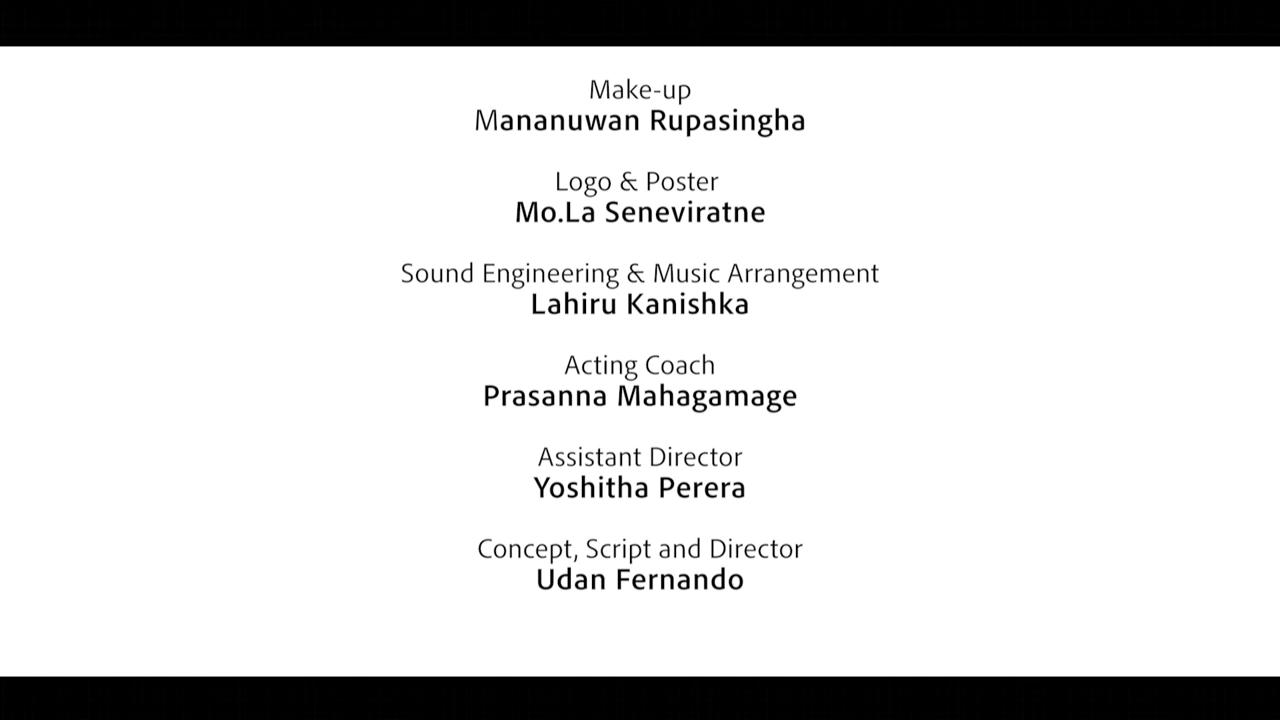 Make-up
Mananuwan Rupasingha
Logo & Poster
Mo.La Seneviratne
Sound Engineering & Music Arrangement
Lahiru Kanishka
Acting Coach
Prasanna Mahagamage
Assistant Director
Yoshitha Perera
Concept, Script and Director
Udan Fernando